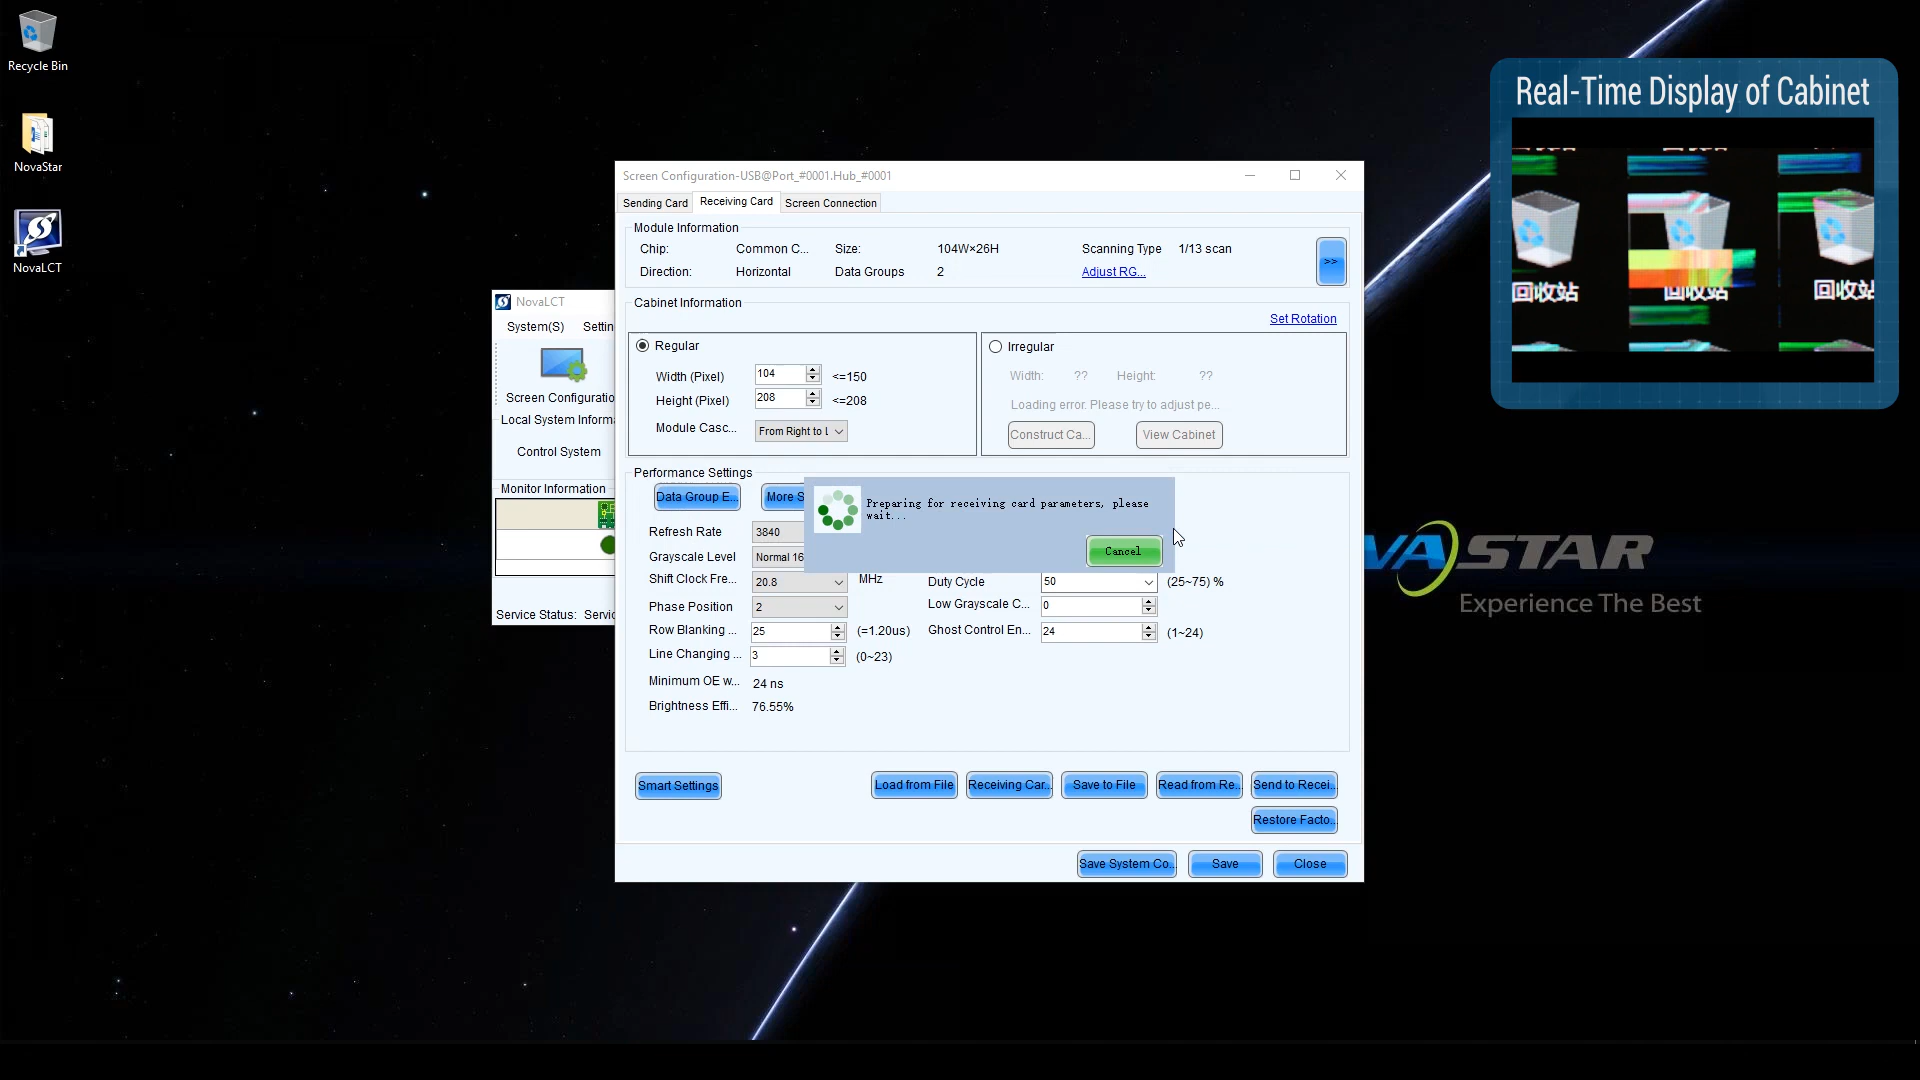 Recycle Bin
NovaStar
NovaLCT
NovaLCT
System(S) Settin
Screen Configuratio
Local System Inform
Control System
Monitor Information
Service Status: Servic
Screen Configuration-USB@Port_#0001.Hub_#0001
Sending Card Receiving Card Screen Connection
Module Information
Chip: Common C... Size: 104W×26H Scanning Type 1/13 scan
Direction: Horizontal Data Groups 2 Adjust RG...
>>
Cabinet Information
Set Rotation
Regular
Width (Pixel) 104 <=150
Height (Pixel) 208 <=208
Module Casc... From Right to L
Irregular
Width: ?? Height: ??
Loading error. Please try to adjust pe...
Construct Ca... View Cabinet
Performance Settings
Data Group E... More S
Preparing for receiving card parameters, please
wait...
Cancel
Refresh Rate 3840
Grayscale Level Normal 16
Shift Clock Fre... 20.8 MHz Duty Cycle 50 (25~75) %
Phase Position 2 Low Grayscale C... 0
Row Blanking ... 25 (=1.20us) Ghost Control En... 24 (1~24)
Line Changing ... 3 (0~23)
Minimum OE w... 24 ns
Brightness Effi... 76.55%
Smart Settings Load from File Receiving Car... Save to File Read from Re... Send to Recei...
Restore Facto...
Save System Co... Save Close
Real-Time Display of Cabinet
回收站 回收站 回收站
VASTAR
Experience The Best